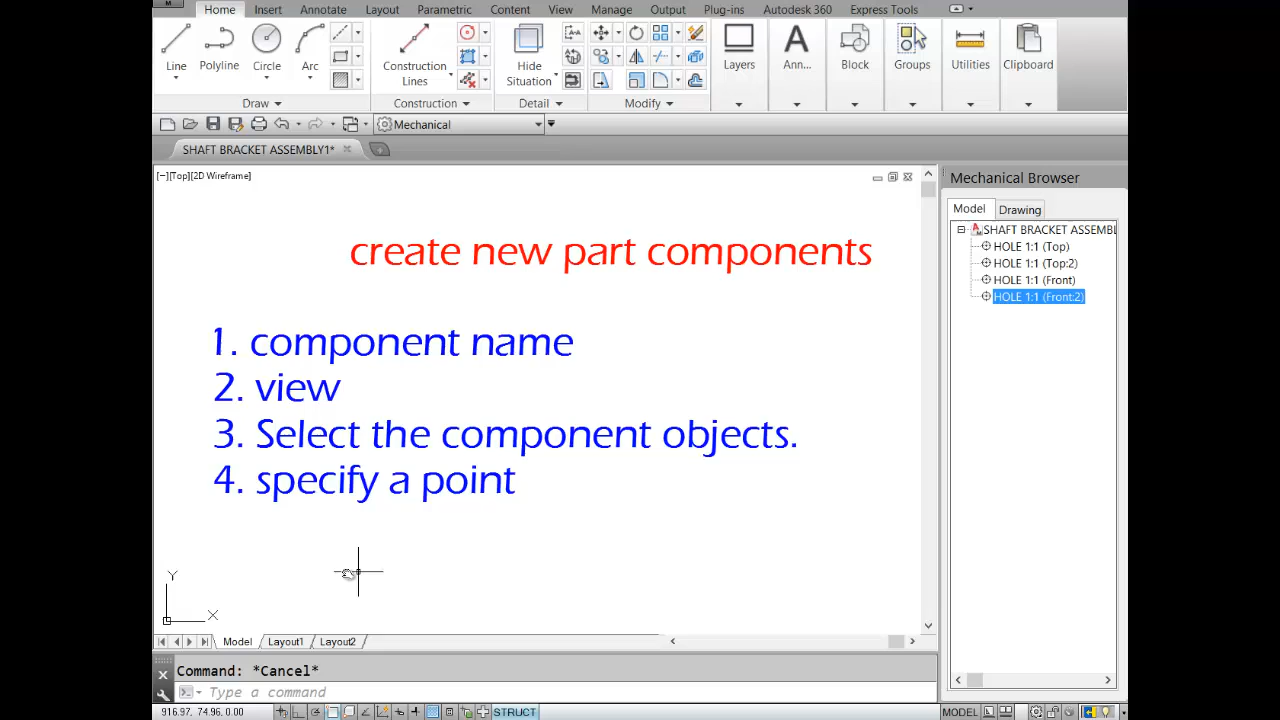 Home Insert Annotate Layout Parametric Content View Manage Output Plug-ins Autodesk 360 Express Tools
Line Polyline Circle Arc Construction Lines Hide Situation Layers Ann... Block Groups Utilities Clipboard
Draw Construction Detail Modify
Mechanical
SHAFT BRACKET ASSEMBLY1*
[−][Top][2D Wireframe]
create new part components
1. component name
2. view
3. Select the component objects.
4. specify a point
Y
X
Model Layout1 Layout2
Command: *Cancel*
Type a command
916.97, 74.96, 0.00
STRUCT
MODEL
Mechanical Browser
Model Drawing
SHAFT BRACKET ASSEMBL
HOLE 1:1 (Top)
HOLE 1:1 (Top:2)
HOLE 1:1 (Front)
HOLE 1:1 (Front:2)